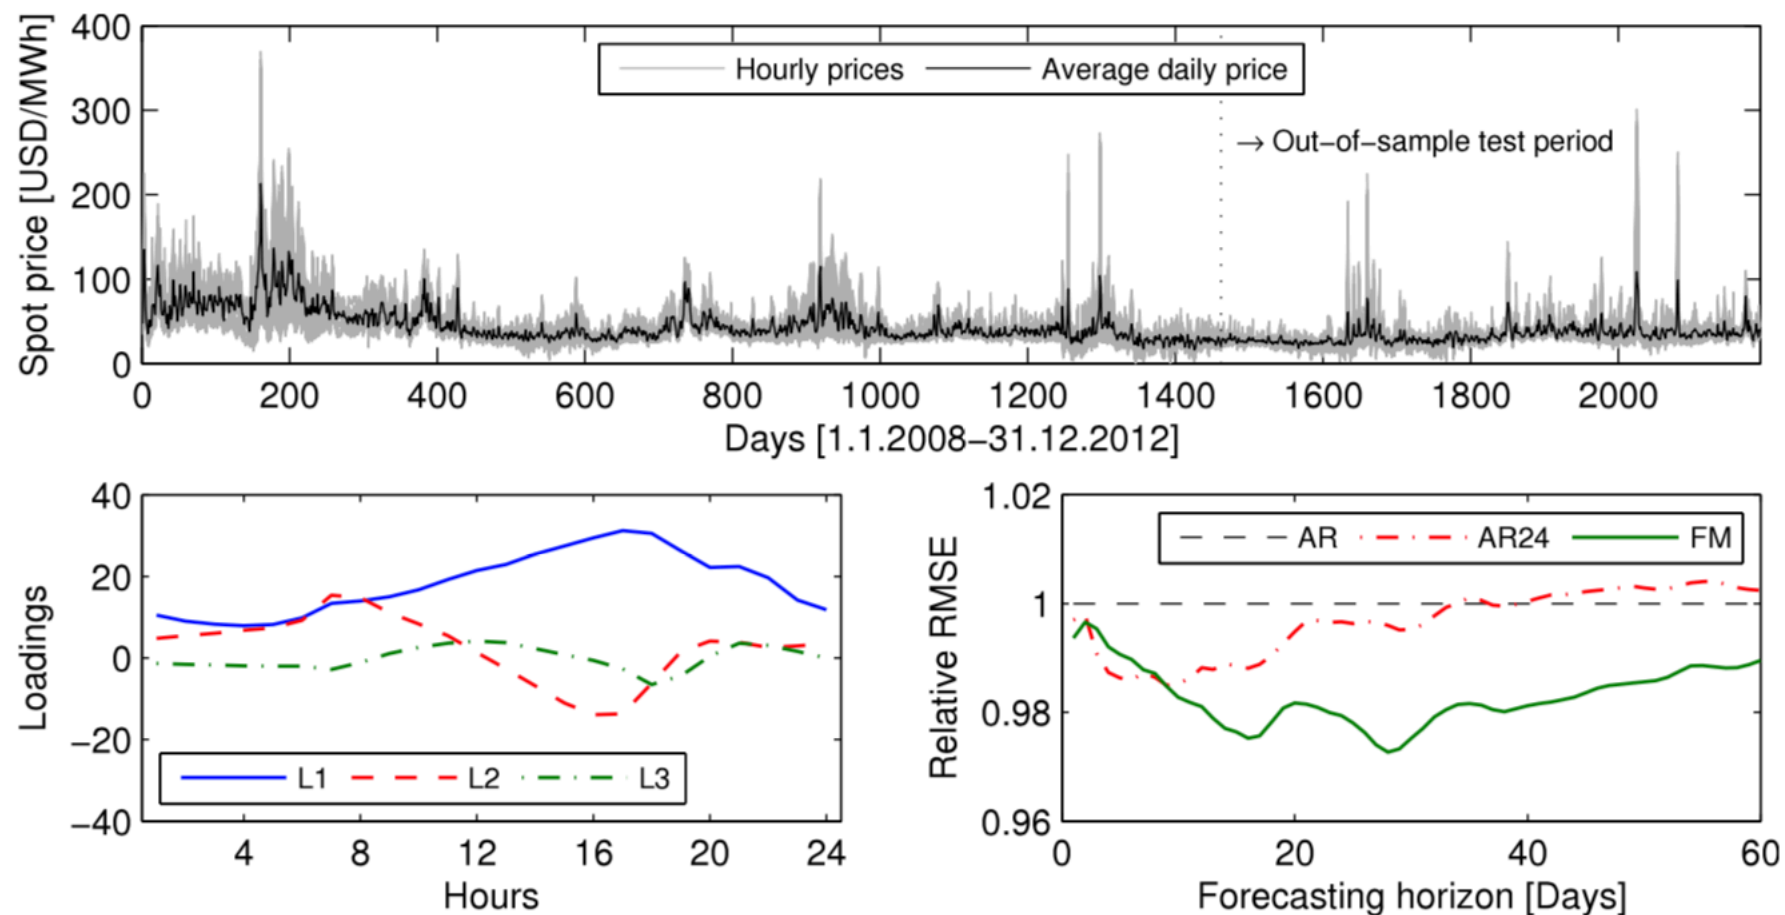 Spot price [USD/MWh]
400
300
200
100
0
Hourly prices Average daily price
→ Out−of−sample test period
0 200 400 600 800 1000 1200 1400 1600 1800 2000
Days [1.1.2008−31.12.2012]
Loadings
40
20
0
−20
−40
L1 L2 L3
4 8 12 16 20 24
Hours
Relative RMSE
1.02
1
0.98
0.96
AR AR24 FM
0 20 40 60
Forecasting horizon [Days]